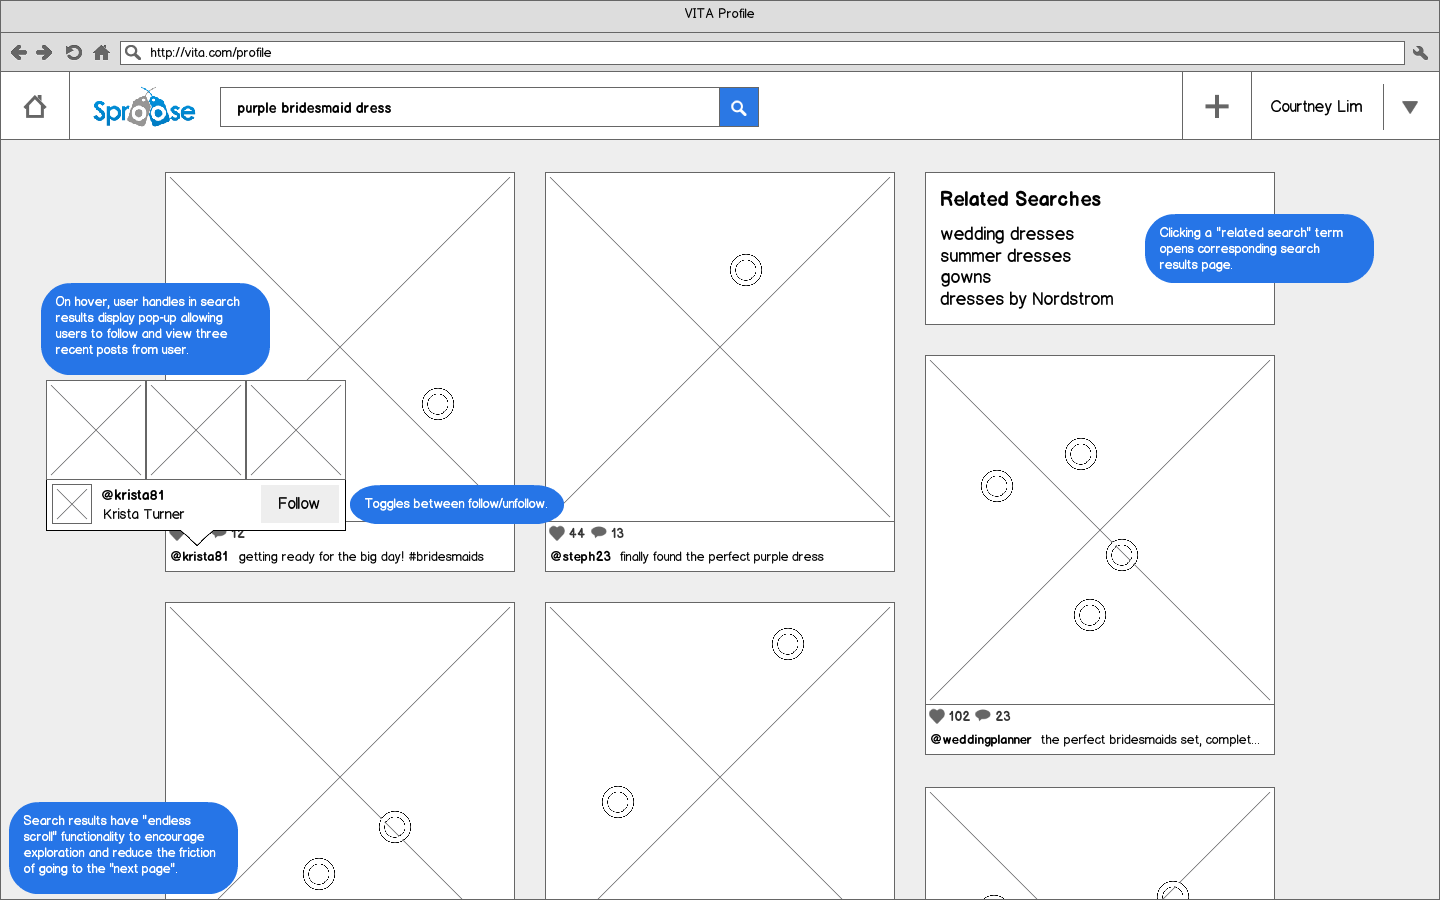 VITA Profile
http://vita.com/profile
Sproose
purple bridesmaid dress
Courtney Lim
Related Searches
wedding dresses
summer dresses
gowns
dresses by Nordstrom
Clicking a "related search" term
opens corresponding search
results page.
On hover, user handles in search
results display pop-up allowing
users to follow and view three
recent posts from user.
@krista81
Krista Turner
Follow
Toggles between follow/unfollow.
12
@krista81 getting ready for the big day! #bridesmaids
44 13
@steph23 finally found the perfect purple dress
102 23
@weddingplanner the perfect bridesmaids set, complet...
Search results have "endless
scroll" functionality to encourage
exploration and reduce the friction
of going to the "next page".